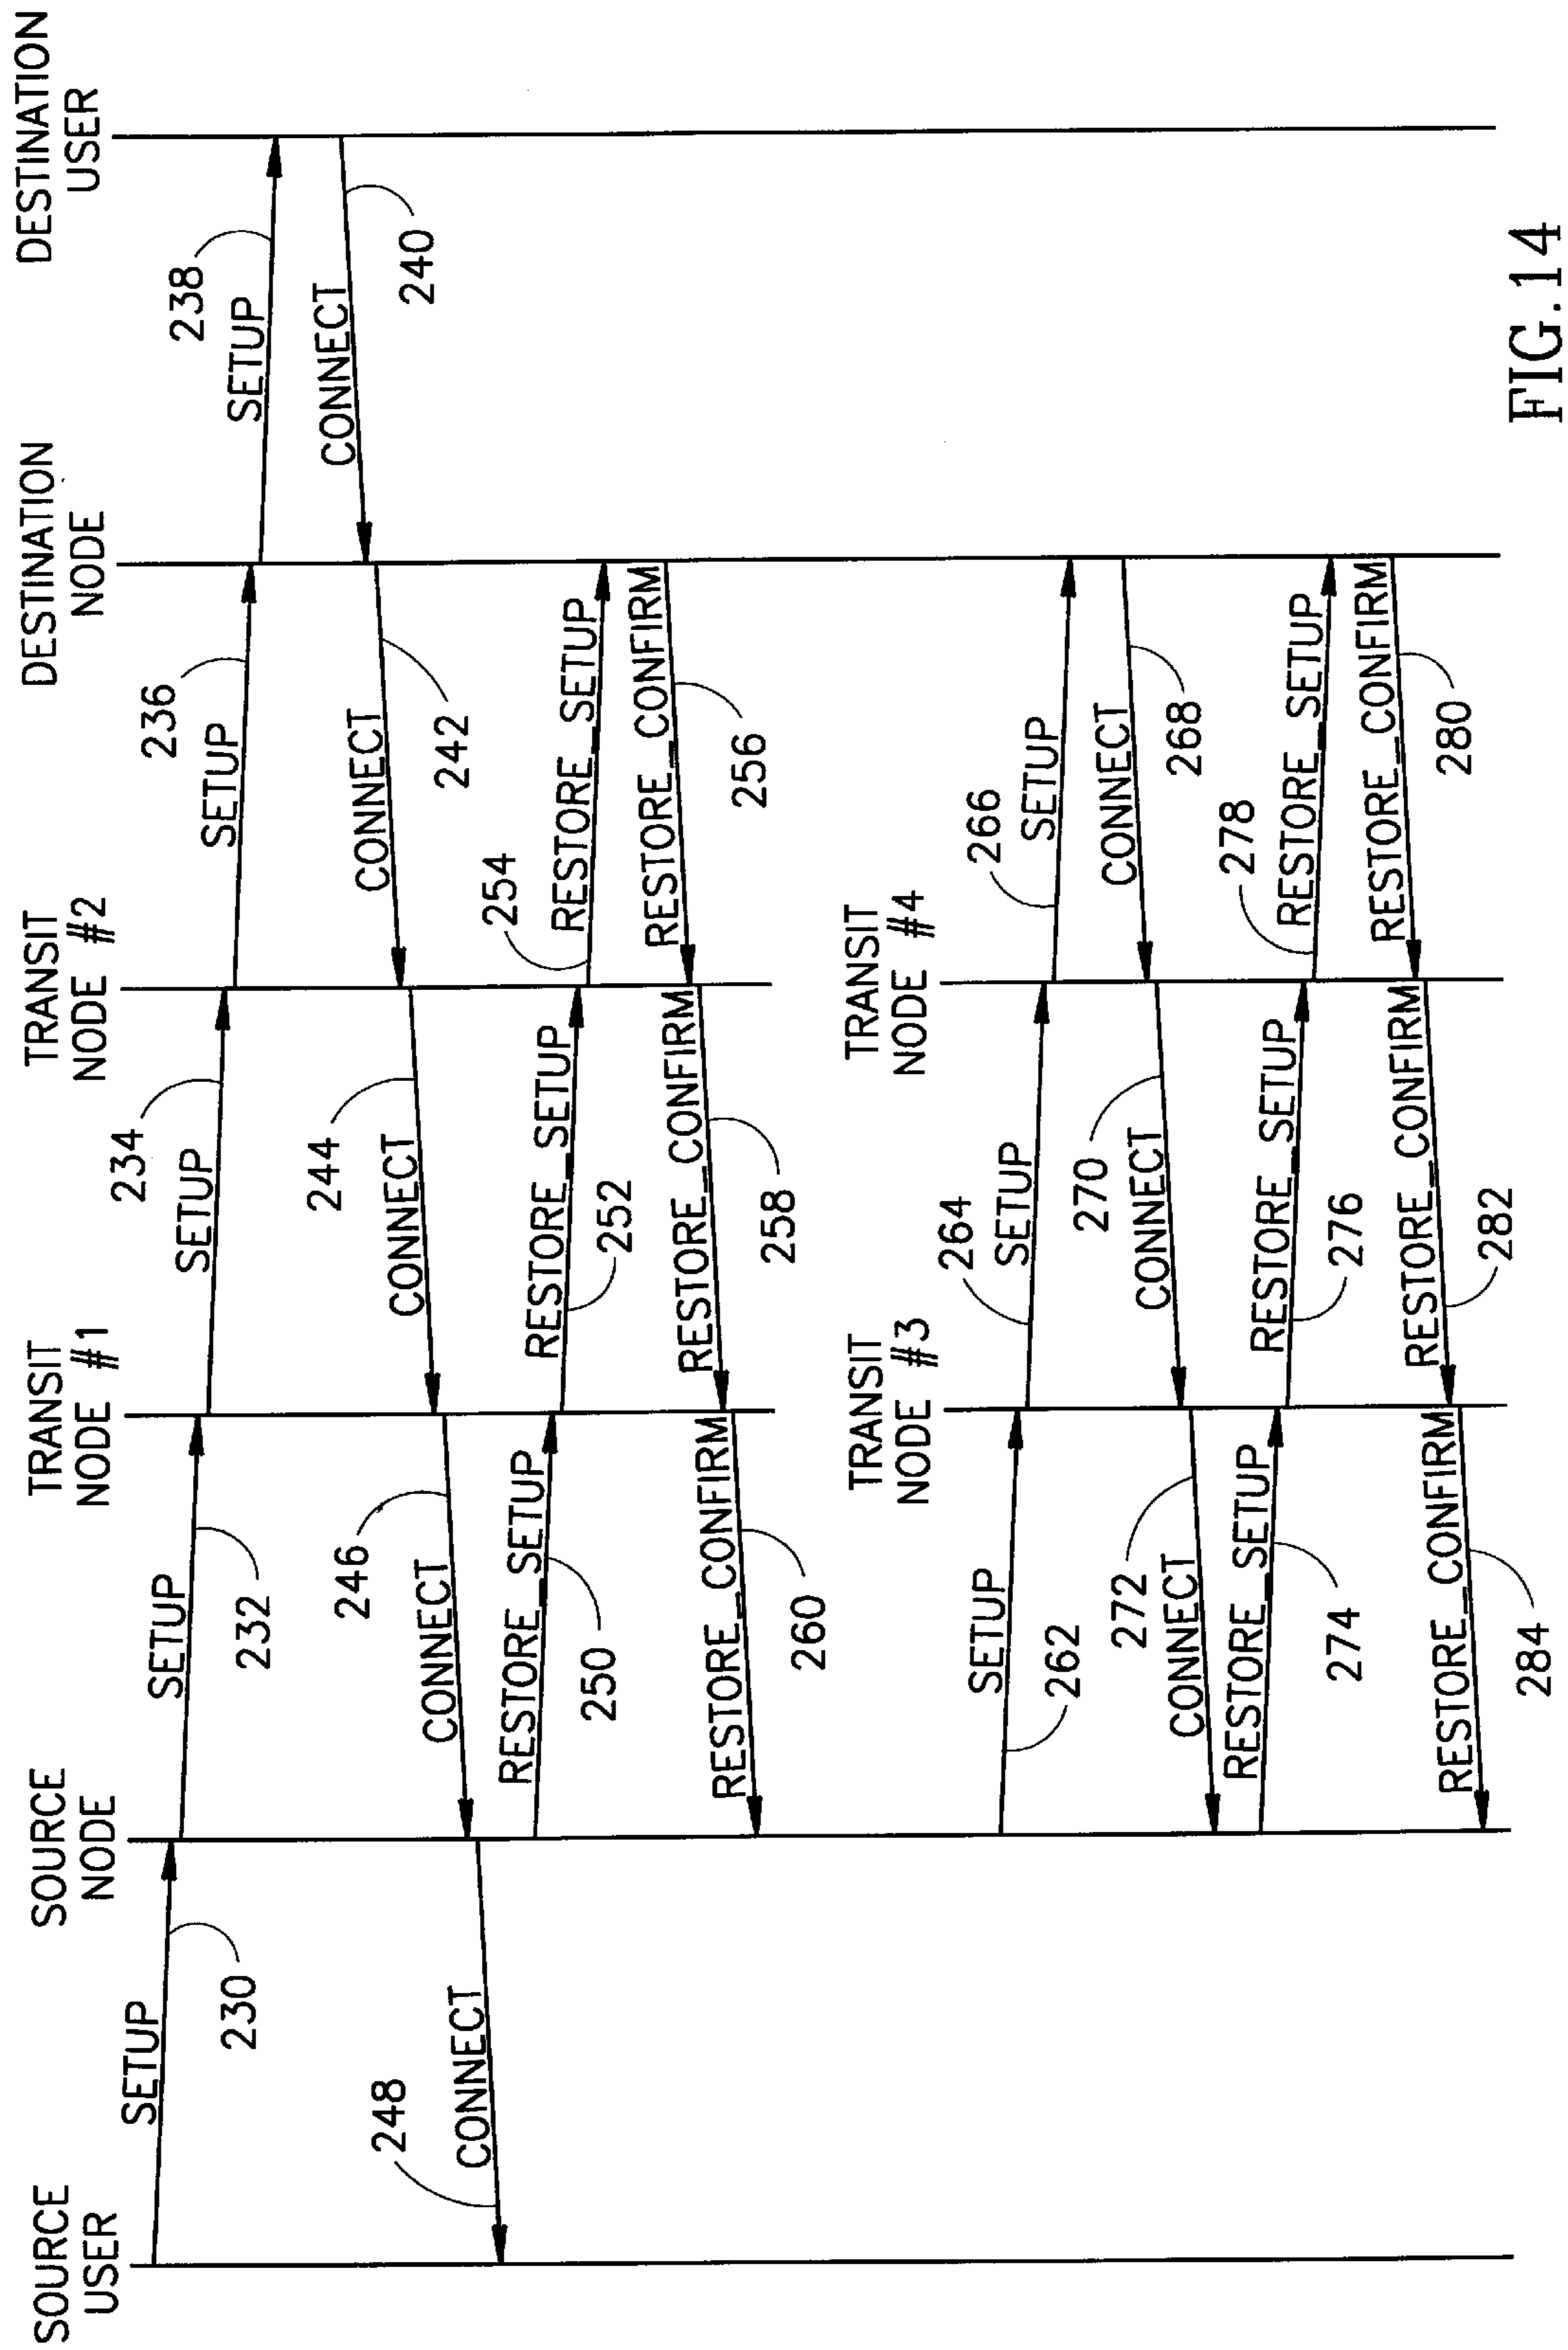 SOURCE
USER
SOURCE
NODE
TRANSIT
NODE #1
TRANSIT
NODE #2
DESTINATION
NODE
DESTINATION
USER
SETUP
230
SETUP
232
234
SETUP
236
SETUP
238
SETUP
CONNECT
240
CONNECT
242
244
CONNECT
246
CONNECT
248
CONNECT
RESTORE_SETUP
250
RESTORE_SETUP
252
254
RESTORE_SETUP
RESTORE_CONFIRM
256
RESTORE_CONFIRM
258
RESTORE_CONFIRM
260
TRANSIT
NODE #3
TRANSIT
NODE #4
SETUP
262
264
SETUP
266
SETUP
CONNECT
268
270
CONNECT
272
CONNECT
RESTORE_SETUP
274
RESTORE_SETUP
276
278
RESTORE_SETUP
RESTORE_CONFIRM
280
RESTORE_CONFIRM
282
RESTORE_CONFIRM
284
FIG.14